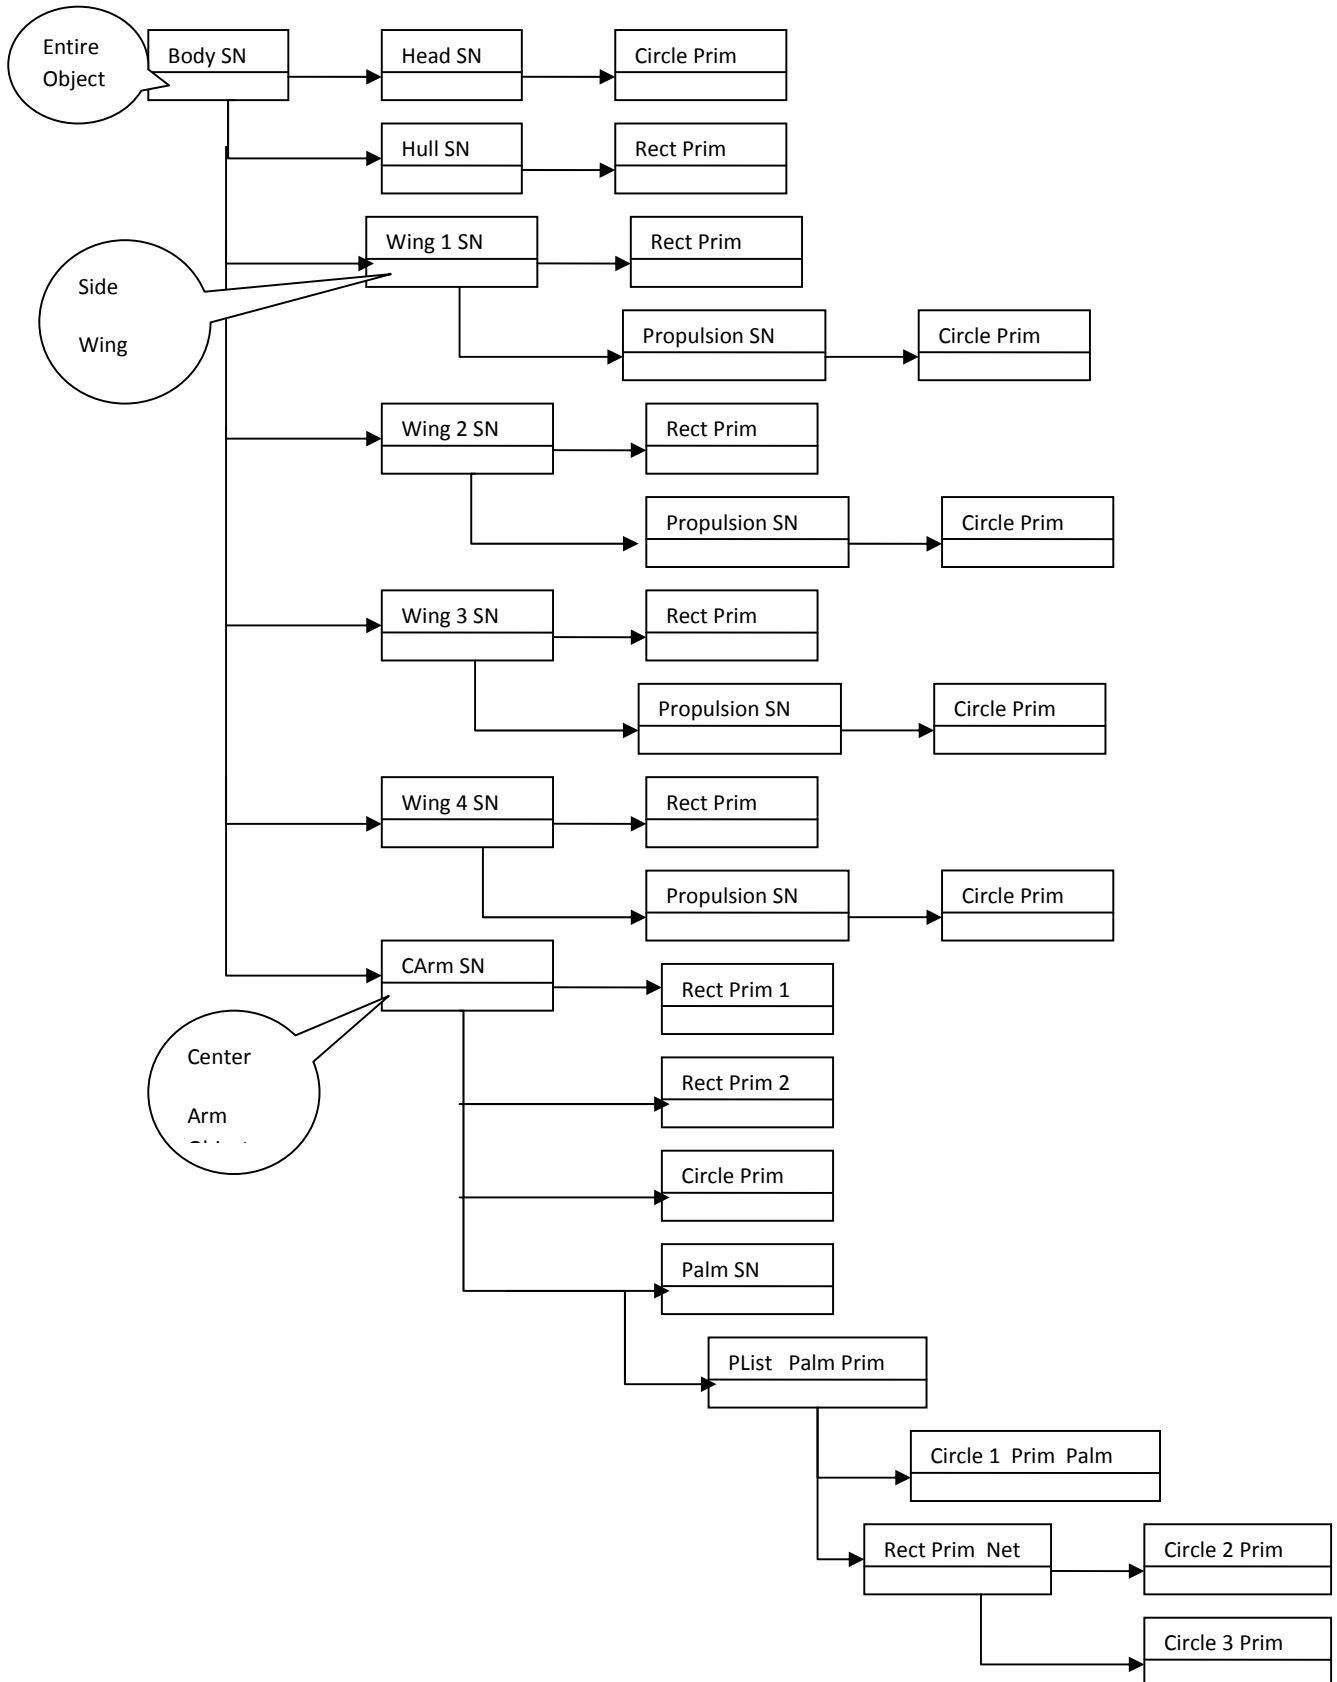 Entire
Object
Body SN
Head SN
Circle Prim
Hull SN
Rect Prim
Wing 1 SN
Rect Prim
Side
Wing
Propulsion SN
Circle Prim
Wing 2 SN
Rect Prim
Propulsion SN
Circle Prim
Wing 3 SN
Rect Prim
Propulsion SN
Circle Prim
Wing 4 SN
Rect Prim
Propulsion SN
Circle Prim
CArm SN
Rect Prim 1
Center
Arm
Rect Prim 2
Circle Prim
Palm SN
PList Palm Prim
Circle 1 Prim Palm
Rect Prim Net
Circle 2 Prim
Circle 3 Prim